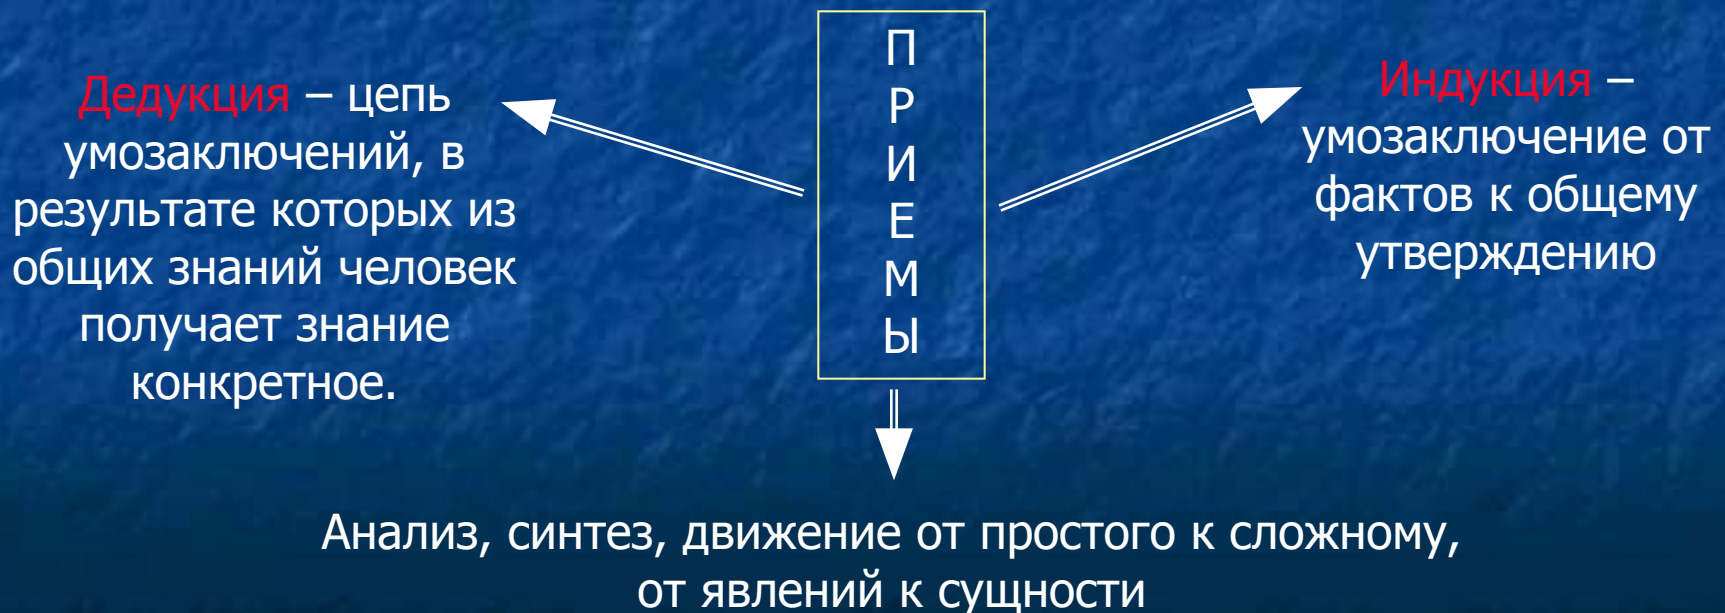 П
Р
И
Е
М
Ы
Дедукция – цепь
умозаключений, в
результате которых из
общих знаний человек
получает знание
конкретное.
Индукция –
умозаключение от
фактов к общему
утверждению
Анализ, синтез, движение от простого к сложному,
от явлений к сущности